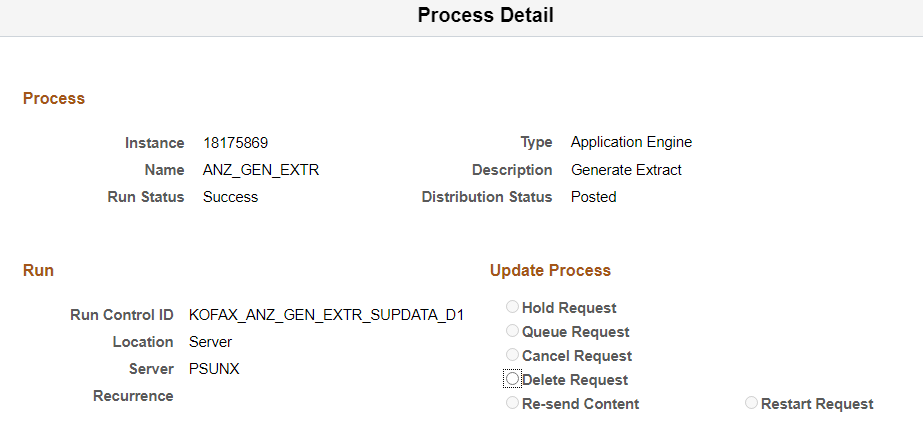 Process Detail
Process
Instance 18175869 Type Application Engine
Name ANZ_GEN_EXTR Description Generate Extract
Run Status Success Distribution Status Posted
Run Update Process
Hold Request
Run Control ID KOFAX_ANZ_GEN_EXTR_SUPDATA_D1
Queue Request
Location Server
Cancel Request
Server PSUNX
Delete Request
Recurrence
Re-send Content Restart Request